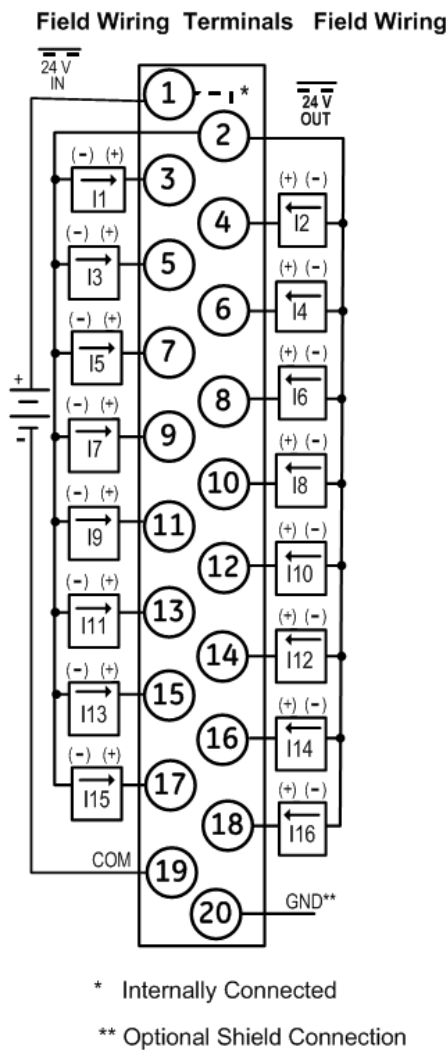 Field Wiring Terminals Field Wiring
24 V
IN
1
*
24 V
OUT
2
(-) (+)
I1
3
(+) (-)
4
I2
(-) (+)
I3
5
(+) (-)
6
I4
(-) (+)
I5
7
(+) (-)
8
I6
+
-
(-) (+)
I7
9
(+) (-)
10
I8
(-) (+)
I9
11
(+) (-)
12
I10
(-) (+)
I11
13
(+) (-)
14
I12
(-) (+)
I13
15
(+) (-)
16
I14
(-) (+)
I15
17
(+) (-)
18
I16
COM
19
20
GND**
* Internally Connected
** Optional Shield Connection